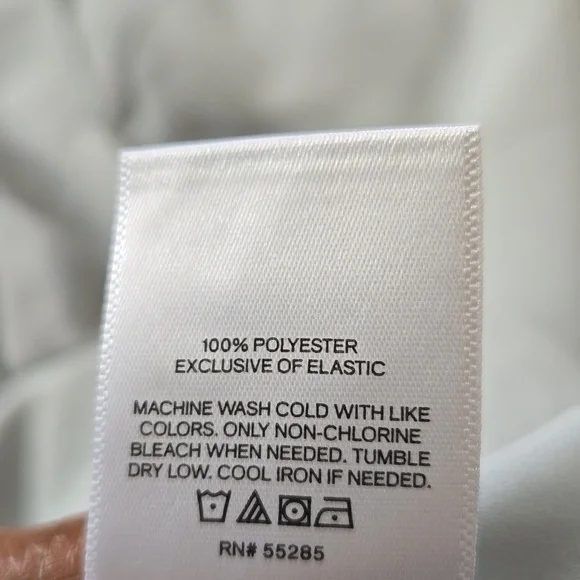 100% POLYESTER
EXCLUSIVE OF ELASTIC
MACHINE WASH COLD WITH LIKE
COLORS. ONLY NON-CHLORINE
BLEACH WHEN NEEDED. TUMBLE
DRY LOW. COOL IRON IF NEEDED.
RN# 55285